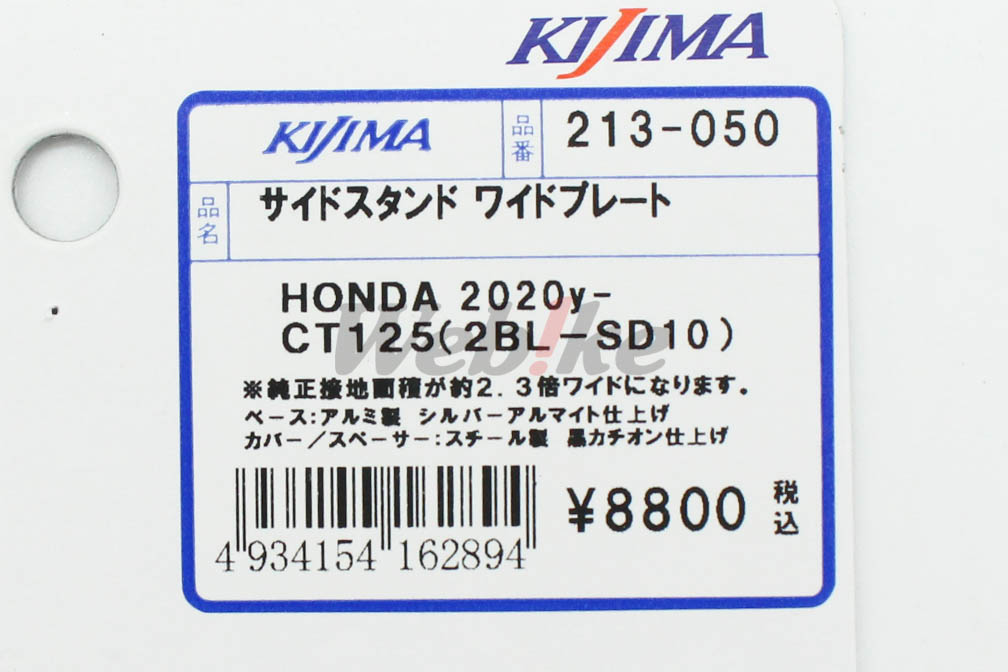 KIJIMA
KIJIMA 品番 213-050
品名 サイドスタンド ワイドプレート
HONDA 2020y-
CT125(2BL-SD10)
Web!ke
※純正接地面積が約2.3倍ワイドになります。
ベース:アルミ製 シルバーアルマイト仕上げ
カバー/スペーサー:スチール製 黒カチオン仕上げ
¥8800 税込
4 934154 162894